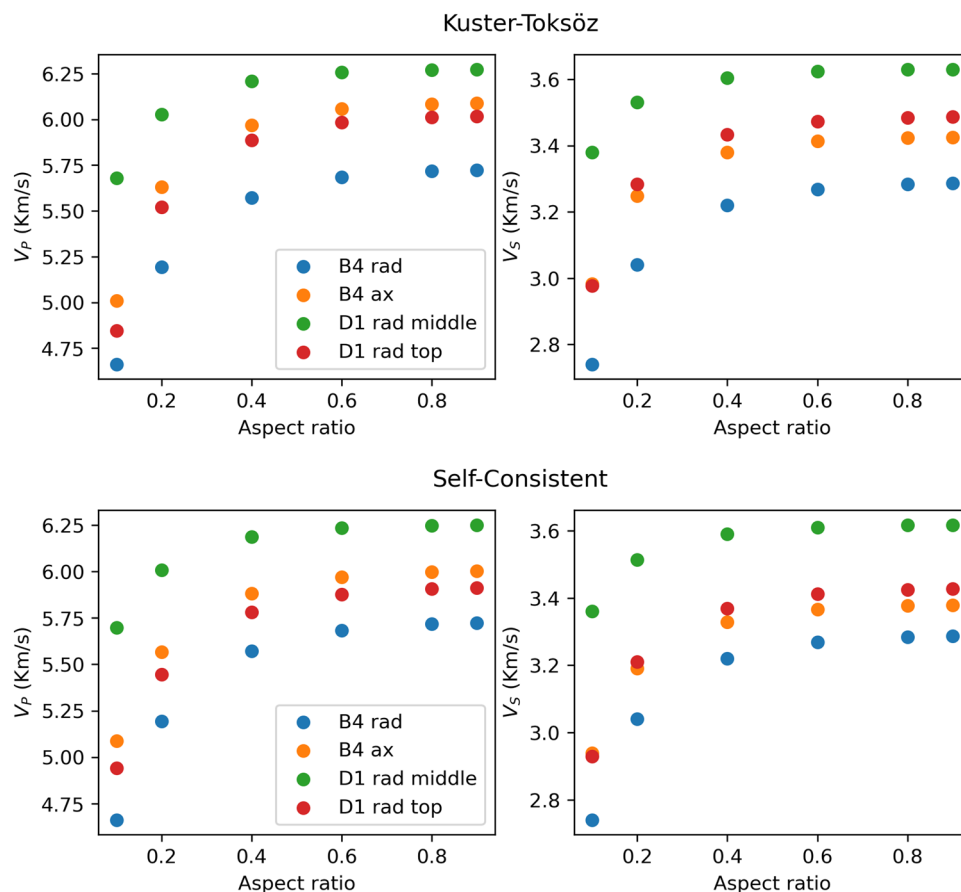 Kuster-Toksöz
6.25
6.00
5.75
5.50
5.25
5.00
4.75
V_P (Km/s)
B4 rad
B4 ax
D1 rad middle
D1 rad top
0.2 0.4 0.6 0.8
Aspect ratio
3.6
3.4
3.2
3.0
2.8
V_S (Km/s)
0.2 0.4 0.6 0.8
Aspect ratio
Self-Consistent
6.25
6.00
5.75
5.50
5.25
5.00
4.75
V_P (Km/s)
B4 rad
B4 ax
D1 rad middle
D1 rad top
0.2 0.4 0.6 0.8
Aspect ratio
3.6
3.4
3.2
3.0
2.8
V_S (Km/s)
0.2 0.4 0.6 0.8
Aspect ratio